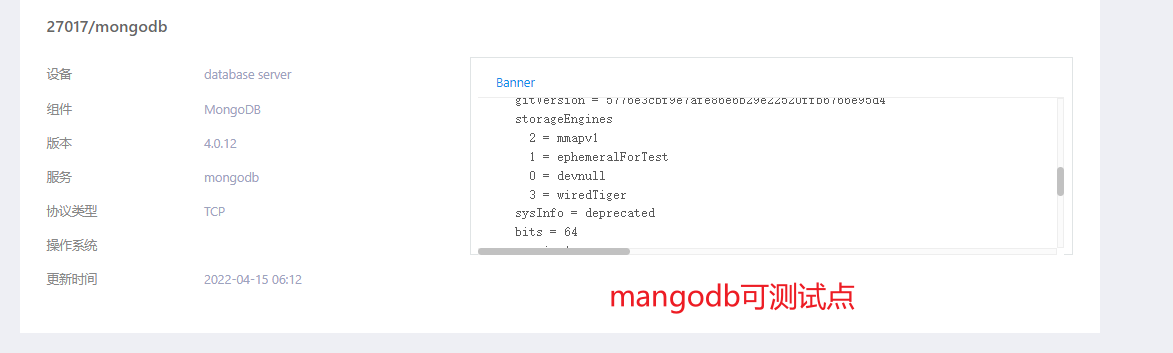 27017/mongodb
设备 database server
组件 MongoDB
版本 4.0.12
服务 mongodb
协议类型 TCP
操作系统
更新时间 2022-04-15 06:12
Banner
storageEngines
2 = mmapv1
1 = ephemeralForTest
0 = devnull
3 = wiredTiger
sysInfo = deprecated
bits = 64
mangodb可测试点